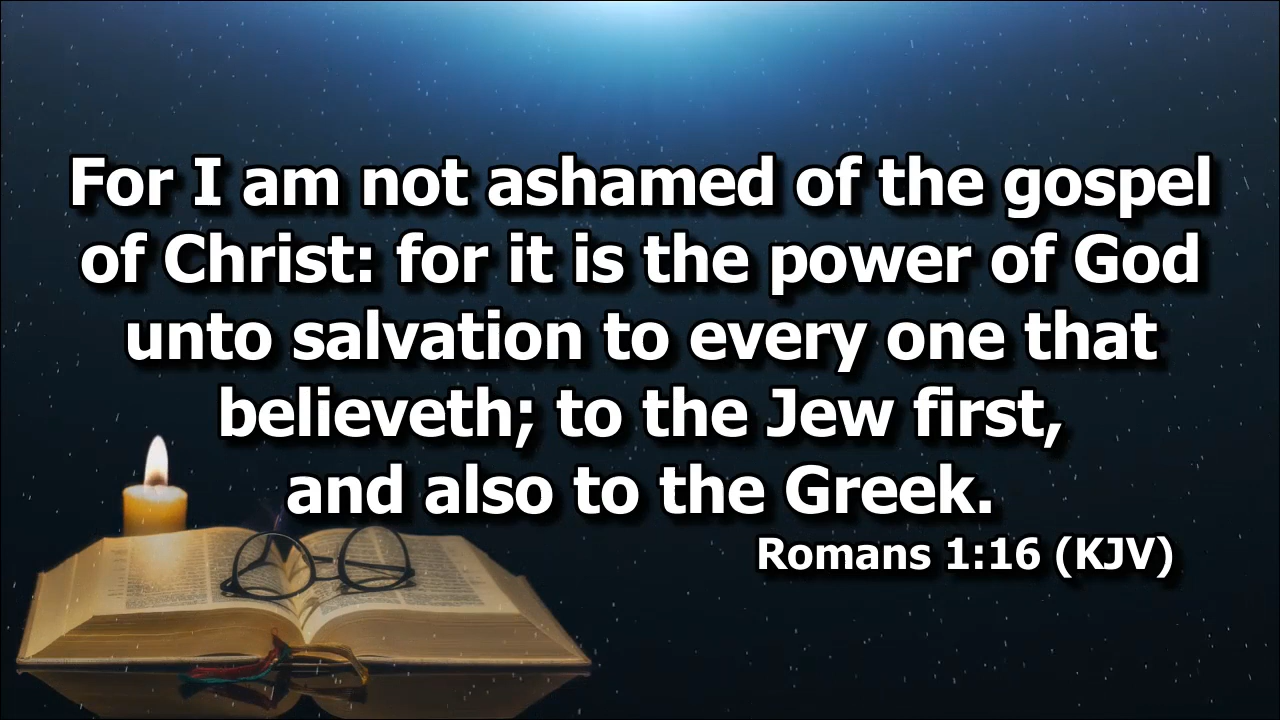 For I am not ashamed of the gospel
of Christ: for it is the power of God
unto salvation to every one that
believeth; to the Jew first,
and also to the Greek.
Romans 1:16 (KJV)